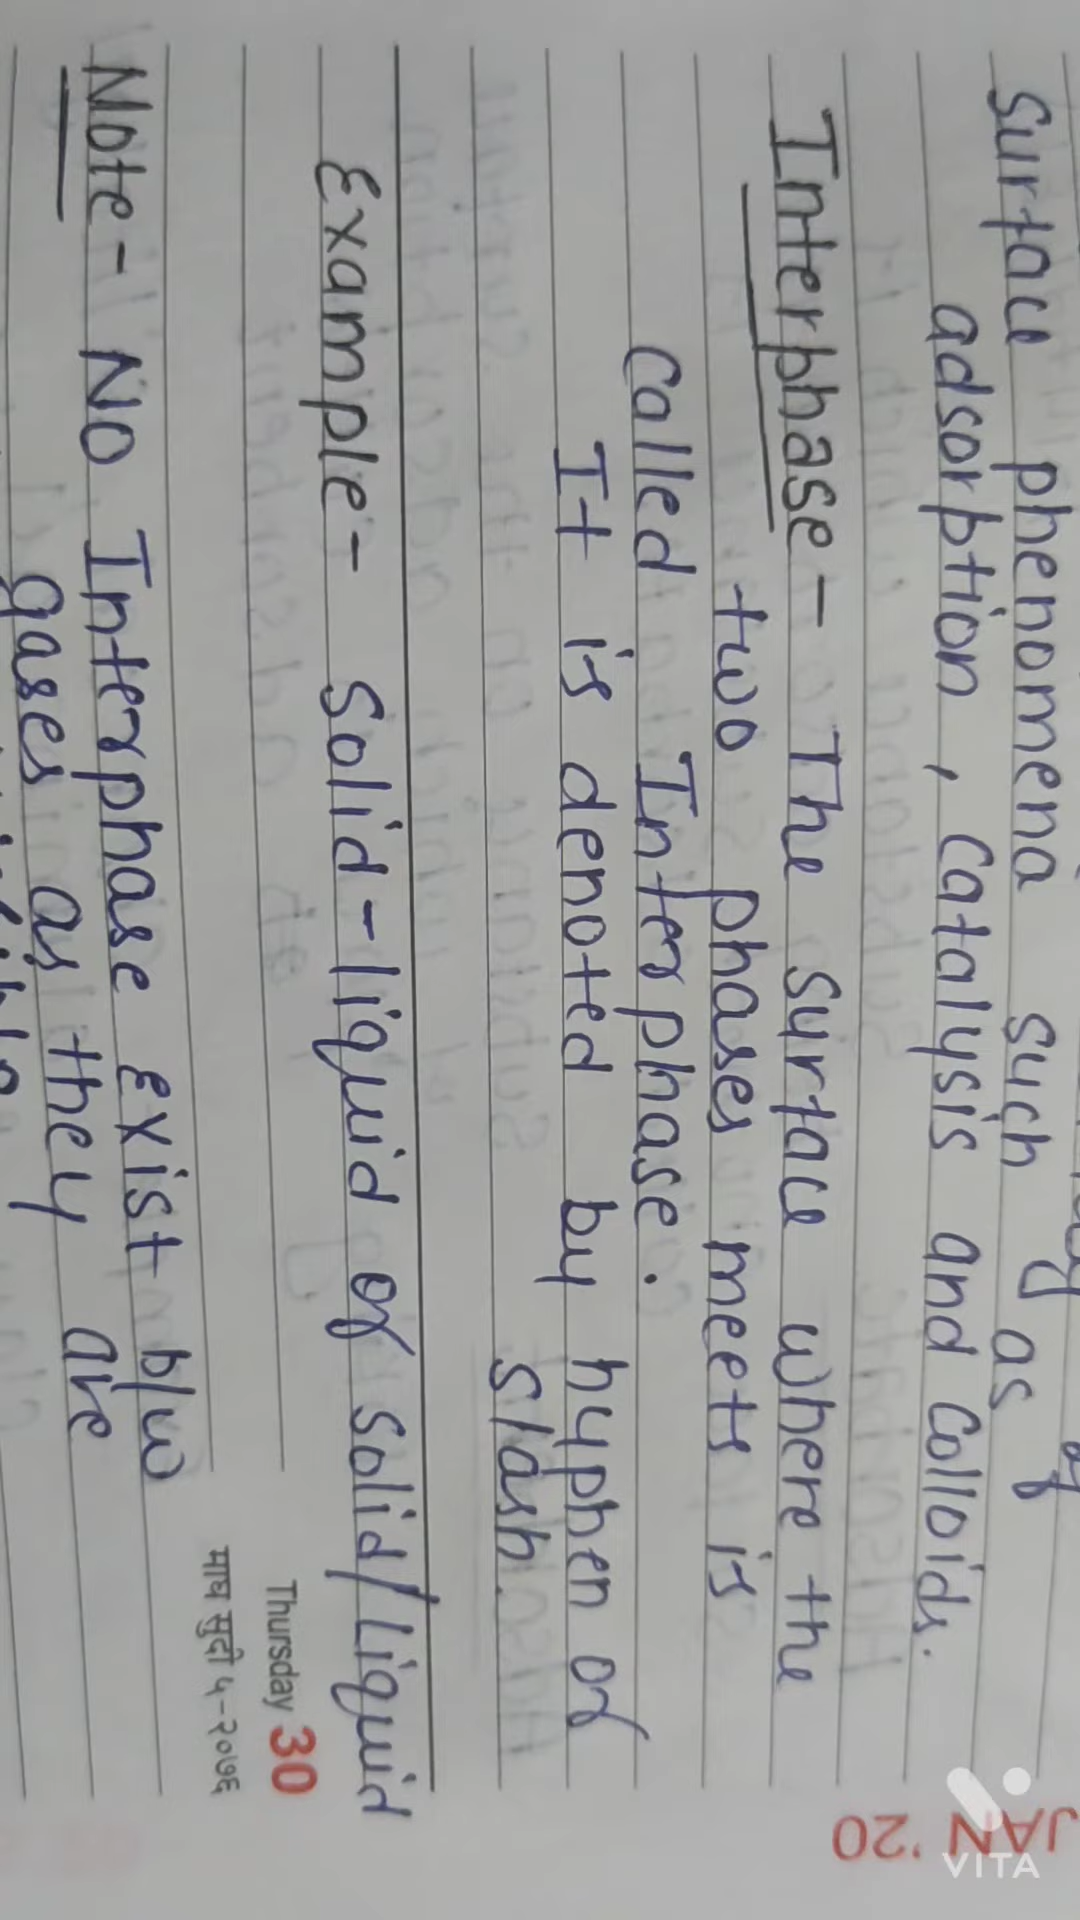 Surface phenomena such as
adsorption, catalysis and colloids.
Interphase - The surface where the
two phases meets is
called Interphase.
It is denoted by hyphen or
slash.
Example- Solid-liquid or solid/Liquid
Thursday 30
माघ सुदी ५-२०७६
Note- No Interphase exist b/w
gases as they are
JAN '20
VITA